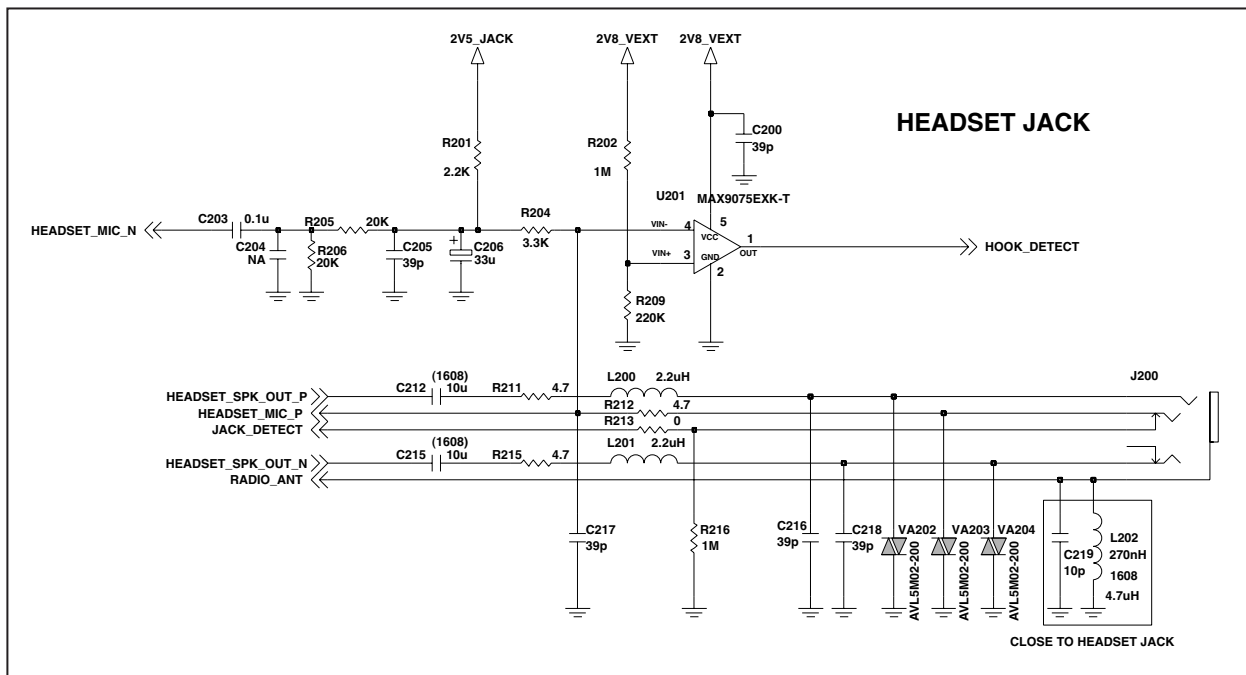 2V5_JACK
2V8_VEXT
2V8_VEXT
HEADSET JACK
C200
39p
R201
2.2K
R202
1M
U201
MAX9075EXK-T
HEADSET_MIC_N
C203
0.1u
R205
20K
R204
3.3K
VIN-
4
5
VCC
VIN+
3
GND
2
1
OUT
HOOK_DETECT
C204
NA
R206
20K
C205
39p
+
C206
33u
R209
220K
HEADSET_SPK_OUT_P
C212
(1608)
10u
R211
4.7
L200
2.2uH
J200
HEADSET_MIC_P
R212
4.7
JACK_DETECT
R213
0
HEADSET_SPK_OUT_N
C215
(1608)
10u
R215
4.7
L201
2.2uH
RADIO_ANT
C217
39p
R216
1M
C216
39p
C218
39p
VA202
AVL5M02-200
VA203
AVL5M02-200
VA204
AVL5M02-200
C219
10p
L202
270nH
1608
4.7uH
CLOSE TO HEADSET JACK